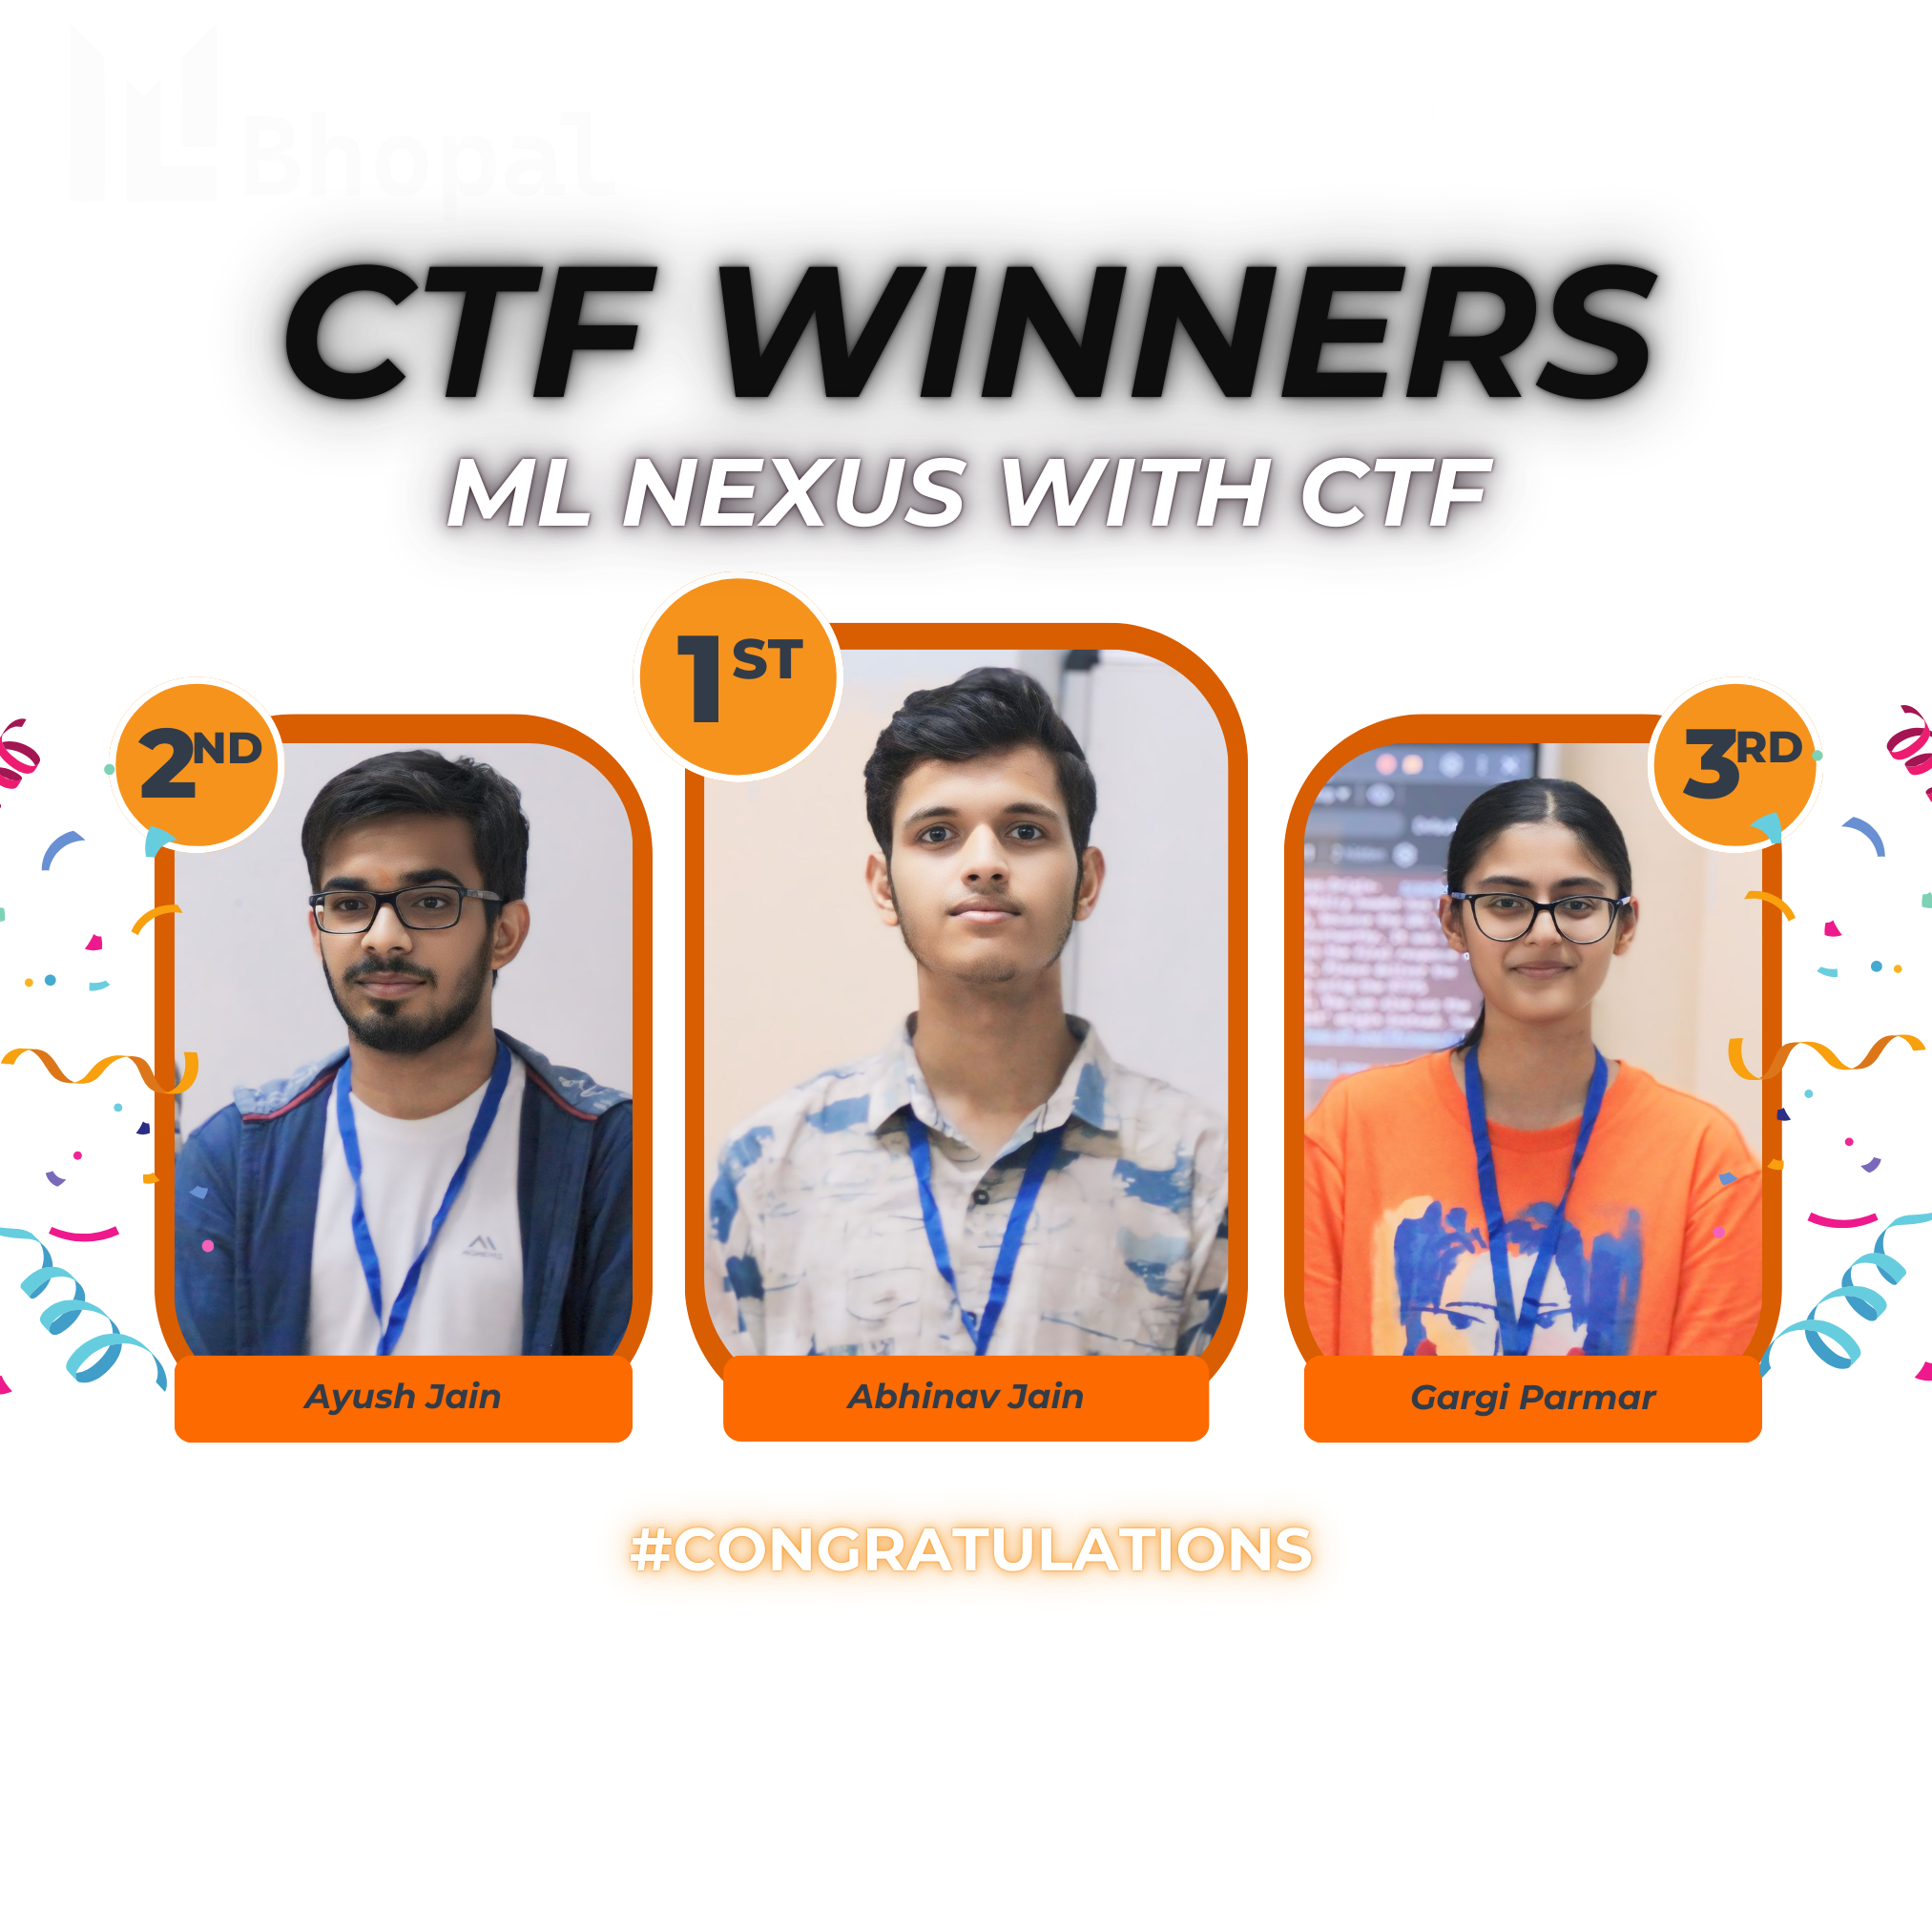 Bhopal
CTF WINNERS
ML NEXUS WITH CTF
1ST
2ND
3RD
Ayush Jain
Abhinav Jain
Gargi Parmar
#CONGRATULATIONS